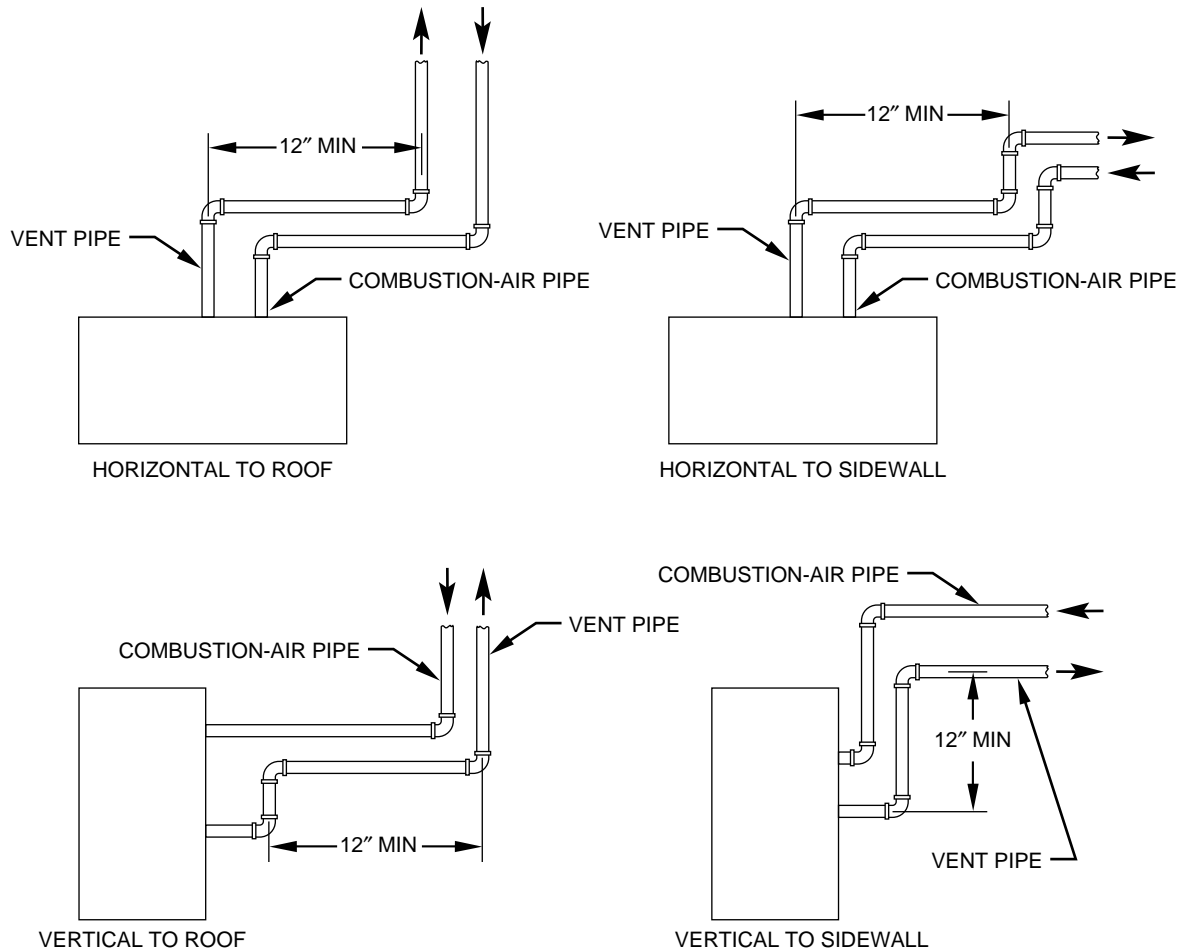 12″ MIN
VENT PIPE
COMBUSTION-AIR PIPE
HORIZONTAL TO ROOF
12″ MIN
VENT PIPE
COMBUSTION-AIR PIPE
HORIZONTAL TO SIDEWALL
COMBUSTION-AIR PIPE
VENT PIPE
12″ MIN
VERTICAL TO ROOF
COMBUSTION-AIR PIPE
12″ MIN
VENT PIPE
VERTICAL TO SIDEWALL